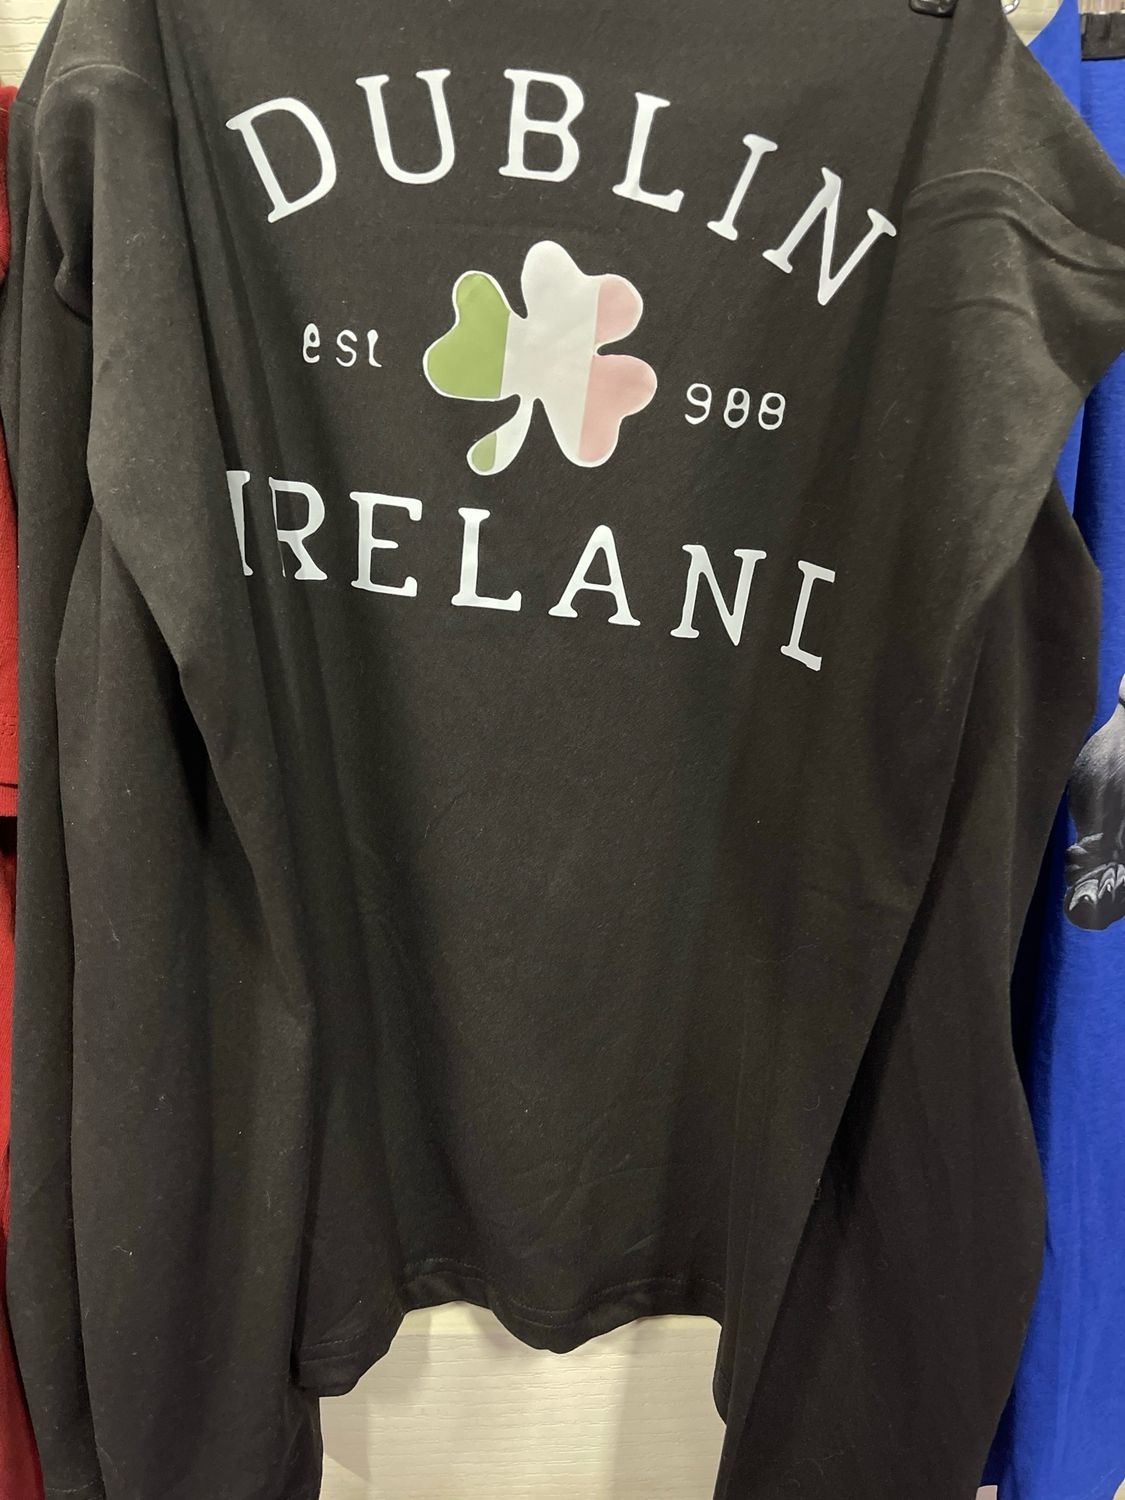 DUBLIN
est 988
IRELAND